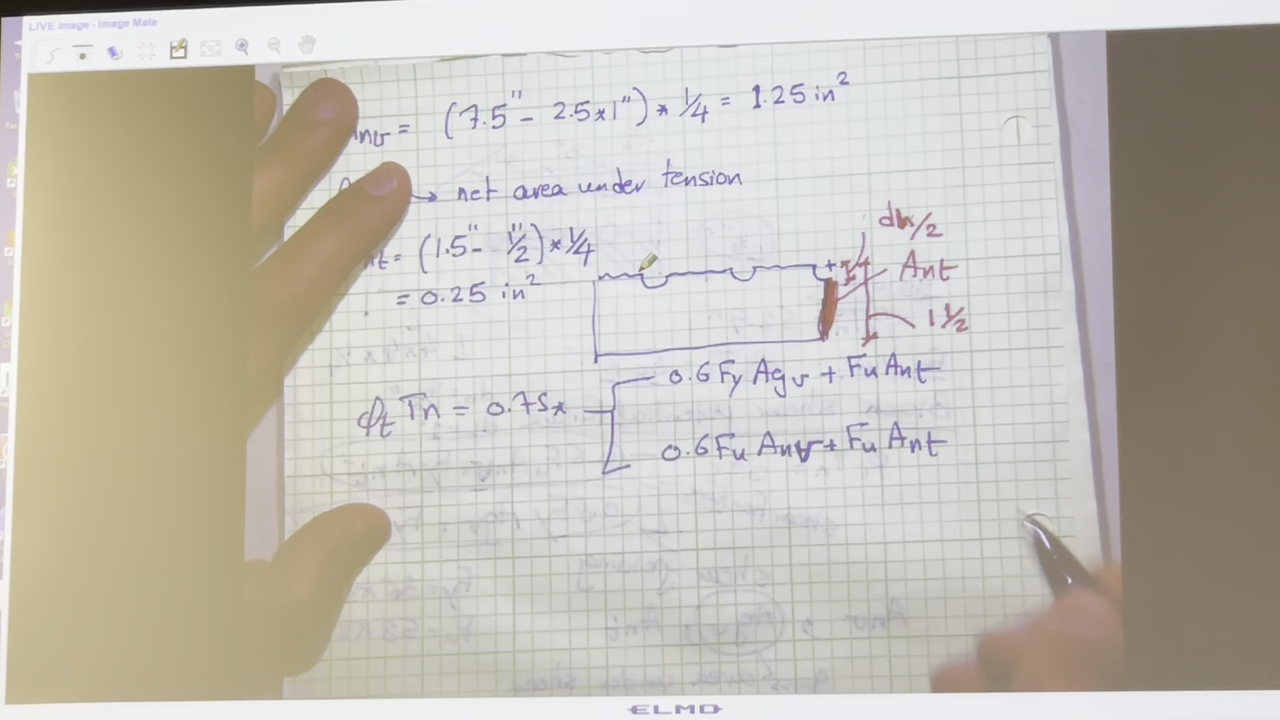 LIVE image - Image Mate
nv = (7.5" - 2.5*1") * 1/4 = 1.25 in²
→ net area under tension
nt = (1.5" - 1/2") * 1/4
= 0.25 in²
dh/2
Ant
1 1/2
ϕt Tn = 0.75*
0.6 Fy Agv + Fu Ant
0.6 Fu Anv + Fu Ant
ELMO